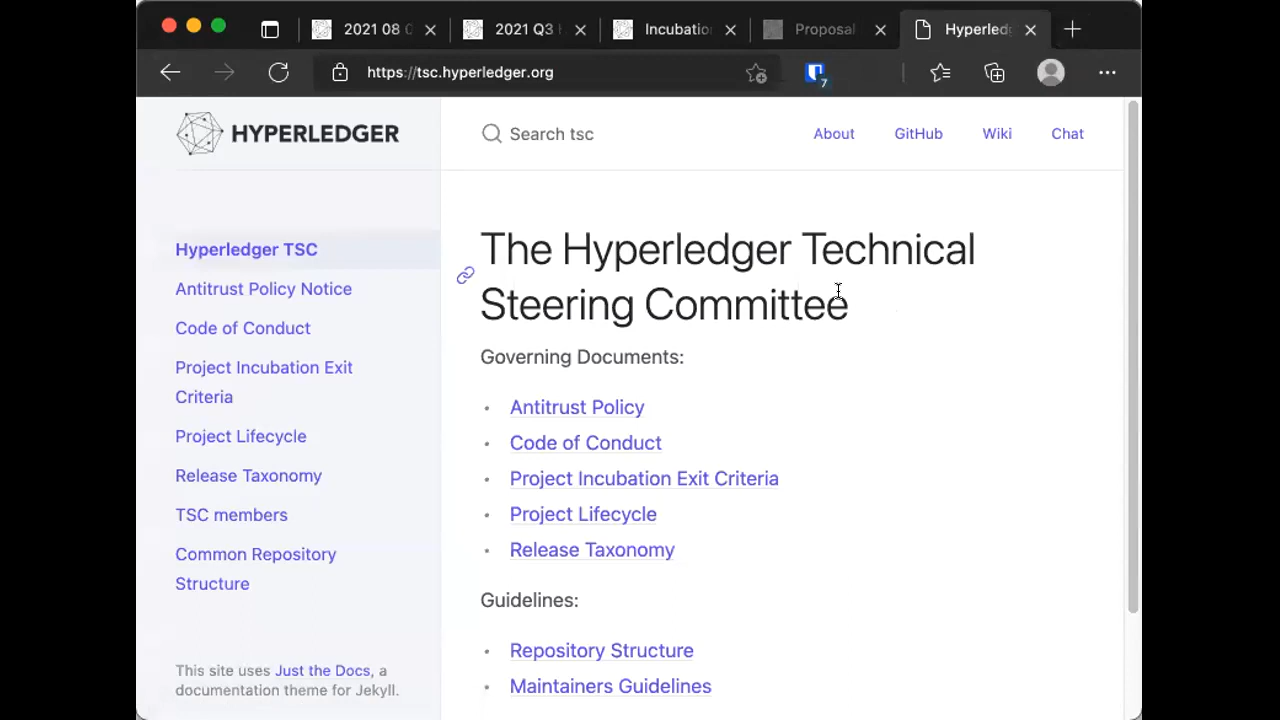 2021 08
2021 Q3
Incubatio
Proposal
Hyperledg
https://tsc.hyperledger.org
7
HYPERLEDGER
Search tsc
About
GitHub
Wiki
Chat
Hyperledger TSC
Antitrust Policy Notice
Code of Conduct
Project Incubation Exit
Criteria
Project Lifecycle
Release Taxonomy
TSC members
Common Repository
Structure
This site uses Just the Docs, a
documentation theme for Jekyll.
The Hyperledger Technical
Steering Committee
Governing Documents:
• Antitrust Policy
• Code of Conduct
• Project Incubation Exit Criteria
• Project Lifecycle
• Release Taxonomy
Guidelines:
• Repository Structure
• Maintainers Guidelines